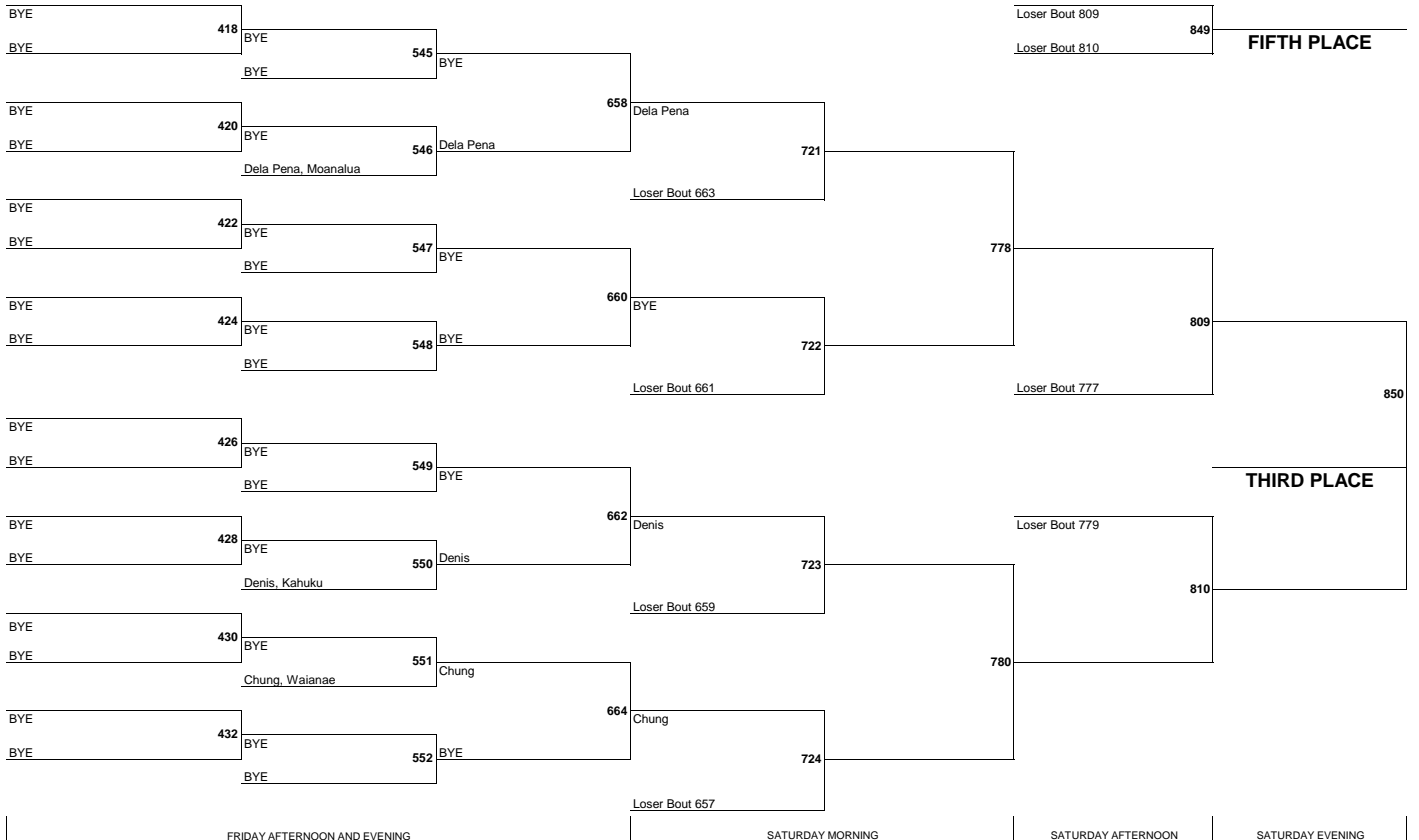 BYE
418
BYE
BYE
545
BYE
BYE
BYE
420
BYE
BYE
546
Dela Pena
Dela Pena, Moanalua
658
Dela Pena
721
Loser Bout 663
BYE
422
BYE
BYE
547
BYE
BYE
BYE
424
BYE
BYE
548
BYE
BYE
660
BYE
722
Loser Bout 661
778
BYE
426
BYE
BYE
549
BYE
BYE
BYE
428
BYE
BYE
550
Denis
Denis, Kahuku
662
Denis
723
Loser Bout 659
BYE
430
BYE
BYE
551
Chung
Chung, Waianae
BYE
432
BYE
BYE
552
BYE
BYE
664
Chung
724
Loser Bout 657
780
Loser Bout 809
849
Loser Bout 810
FIFTH PLACE
809
Loser Bout 777
850
THIRD PLACE
Loser Bout 779
810
FRIDAY AFTERNOON AND EVENING
SATURDAY MORNING
SATURDAY AFTERNOON
SATURDAY EVENING